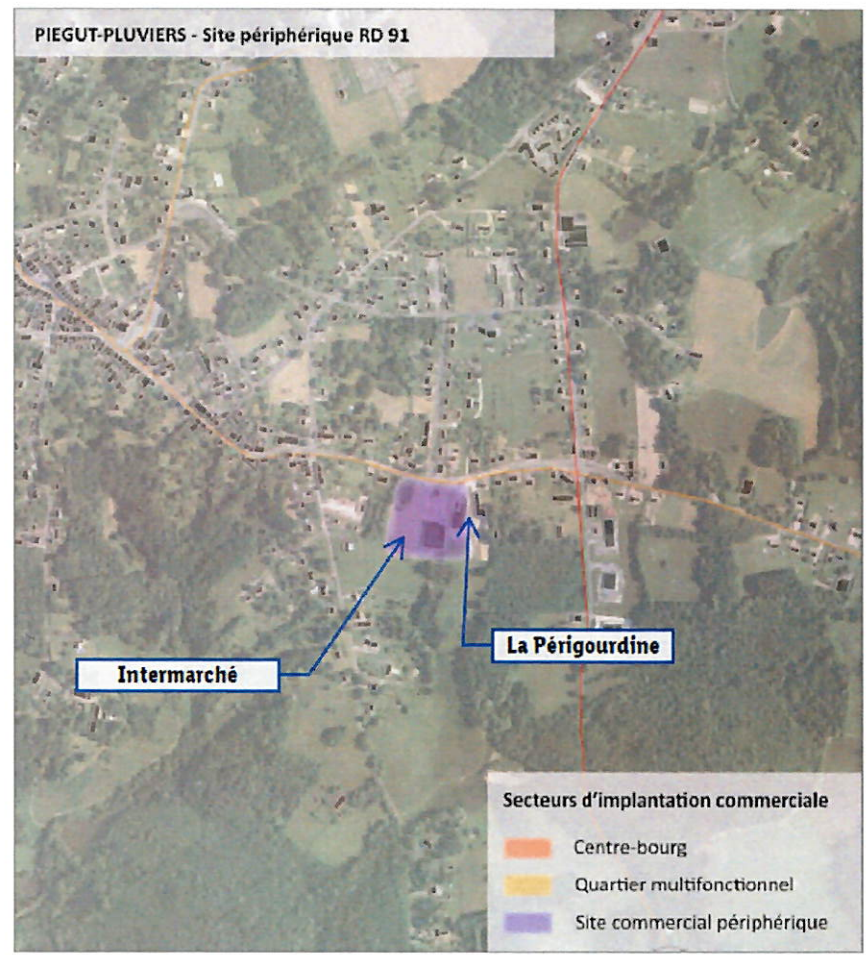 PIEGUT-PLUVIERS - Site périphérique RD 91
La Périgourdine
Intermarché
Secteurs d'implantation commerciale
Centre-bourg
Quartier multifonctionnel
Site commercial périphérique